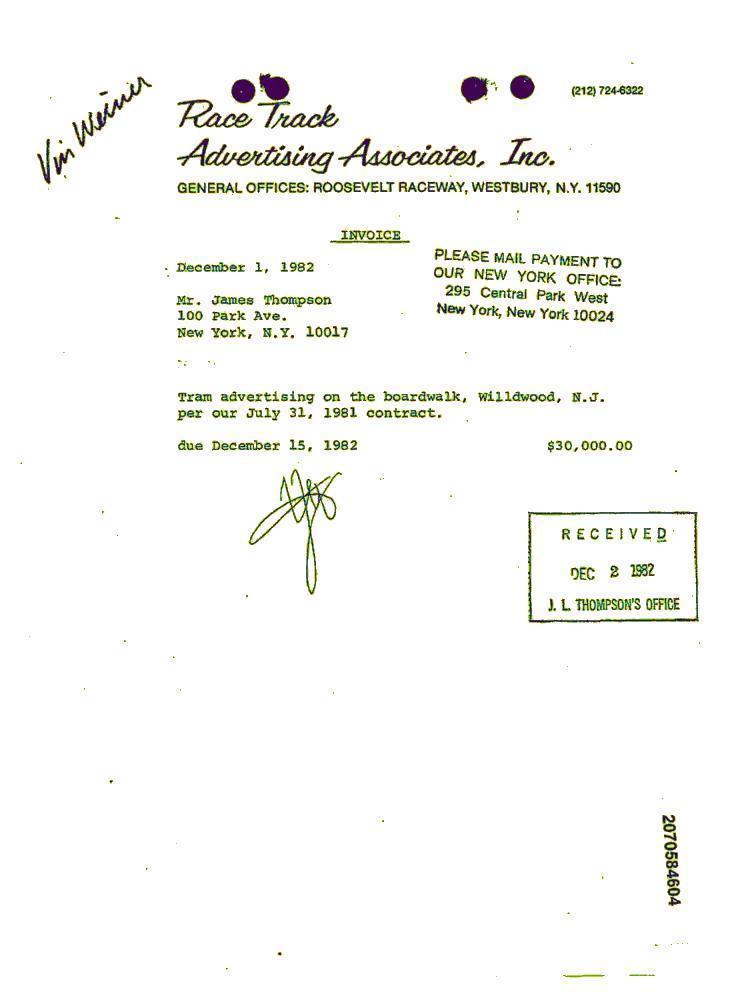 Vin Weiner
(212) 724-6322
Race Track
Advertising Associates, Inc.
GENERAL OFFICES: ROOSEVELT RACEWAY, WESTBURY, N.Y. 11590
INVOICE
December 1, 1982
PLEASE MAIL PAYMENT TO
OUR NEW YORK OFFICE:
295 Central Park West
New York, New York 10024
Mr. James Thompson
100 Park Ave.
New York, N.Y. 10017
Tram advertising on the boardwalk, Willdwood, N.J.
per our July 31, 1981 contract.
due December 15, 1982 $30,000.00
RECEIVED
DEC 2 1982
J. L. THOMPSON'S OFFICE
2070584604